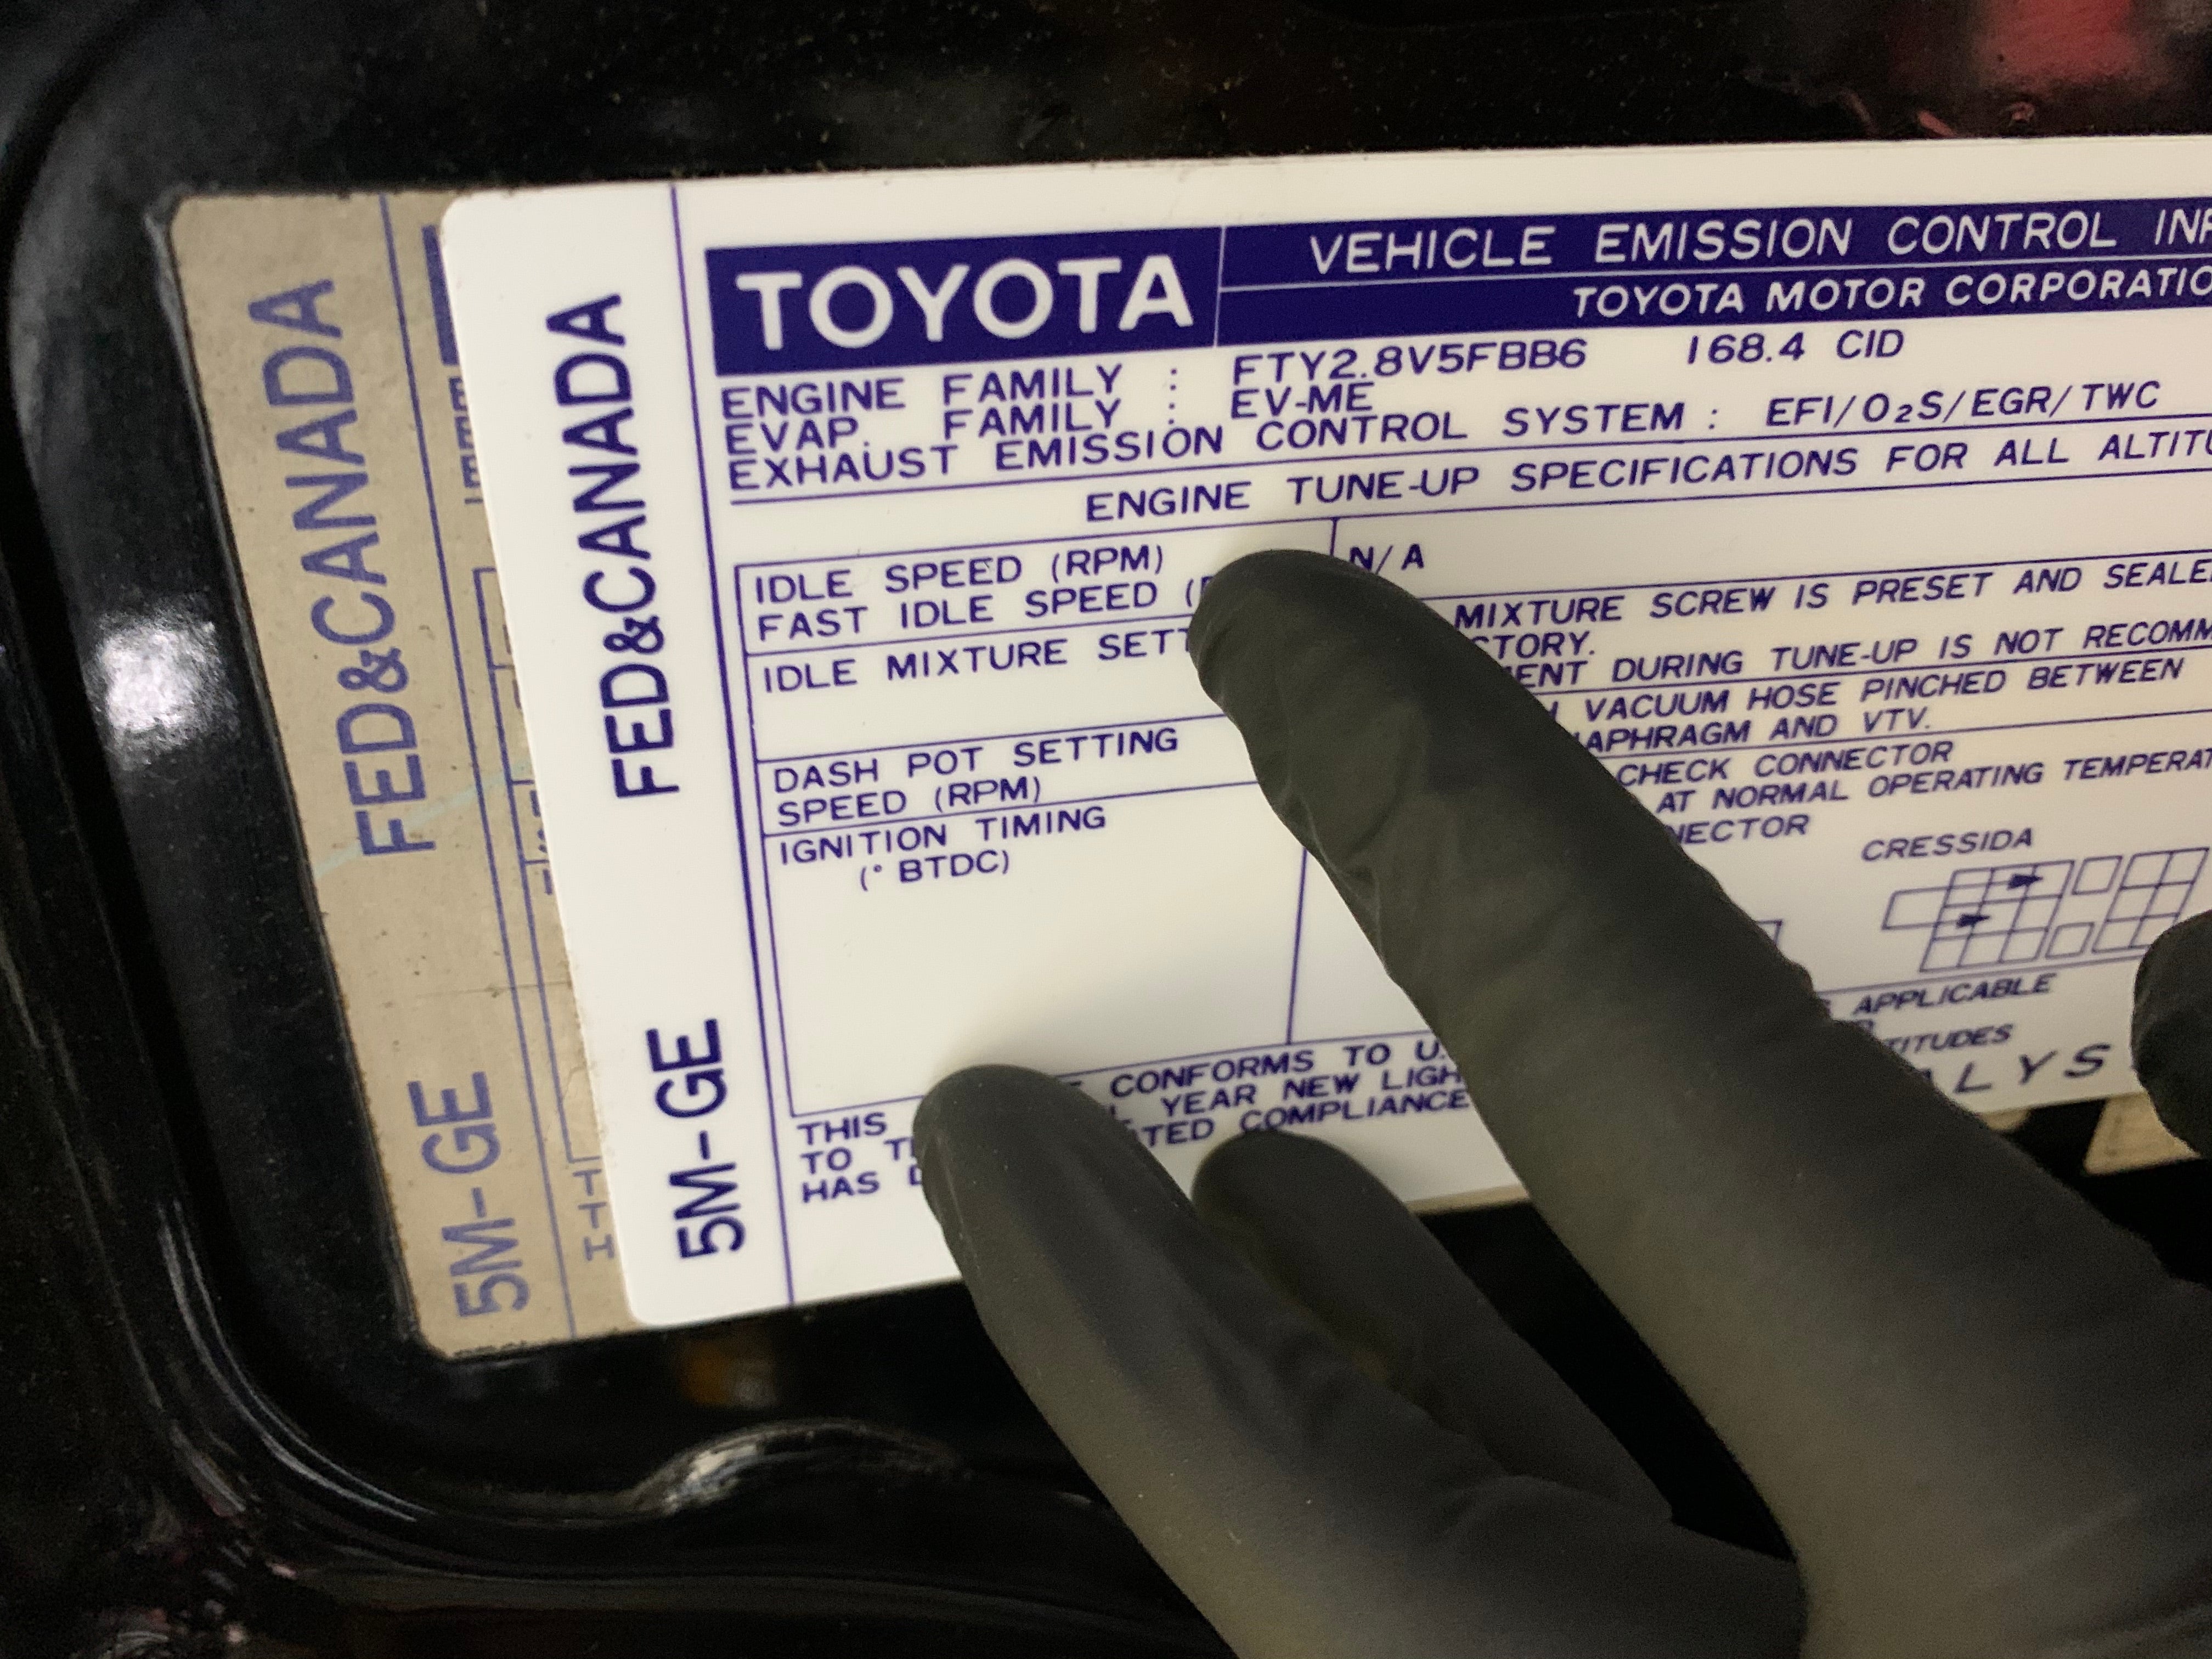 FED&CANADA
5M-GE
FED&CANADA
5M-GE
TOYOTA
VEHICLE EMISSION CONTROL
TOYOTA MOTOR
ENGINE FAMILY : FTY2.8V5FBB6 168.4 CID
EVAP. FAMILY : EV-ME
EXHAUST EMISSION CONTROL SYSTEM : EFI/O₂S/EGR/TWC
ENGINE TUNE-UP SPECIFICATIONS FOR ALL
IDLE SPEED (RPM) N/A
FAST IDLE SPEED
IDLE MIXTURE
MIXTURE SCREW IS PRESET AND
DURING TUNE-UP IS NOT
DASH POT SETTING
SPEED (RPM)
VACUUM HOSE PINCHED BETWEEN
AND VTV.
IGNITION TIMING
(° BTDC)
CHECK CONNECTOR
AT NORMAL OPERATING
CRESSIDA
APPLICABLE
THIS CONFORMS TO
TO YEAR NEW
HAS COMPLIANCE